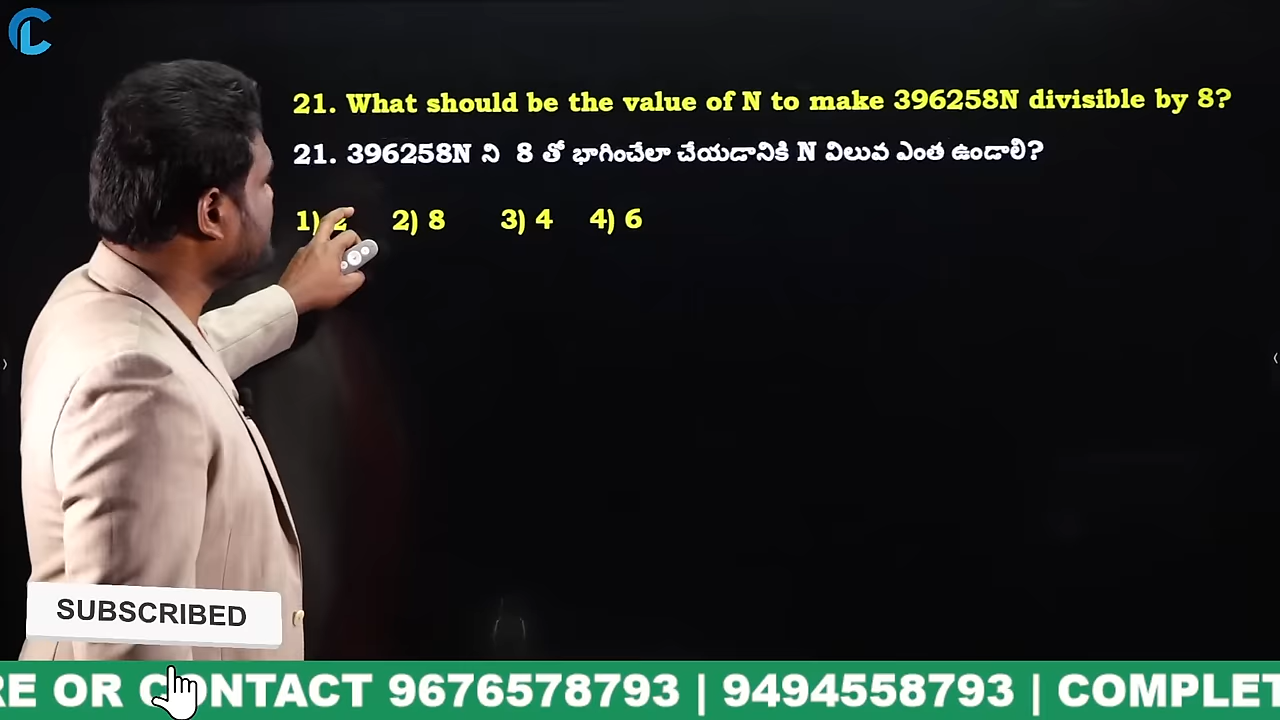 21. What should be the value of N to make 396258N divisible by 8?
21. 396258N ని 8 తో భాగించేలా చేయడానికి N విలువ ఎంత ఉండాలి?
1) 2 2) 8 3) 4 4) 6
SUBSCRIBED
RE OR CONTACT 9676578793 | 9494558793 | COMPLET